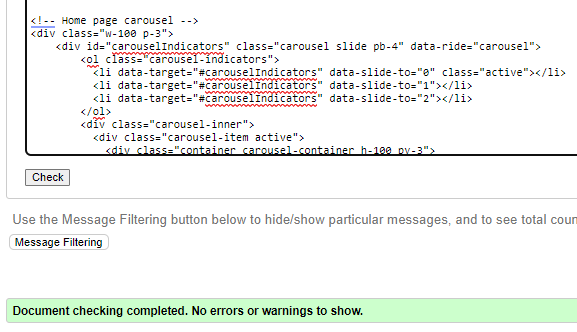 <!-- Home page carousel -->
<div class="w-100 p-3">
<div id="carouselIndicators" class="carousel slide pb-4" data-ride="carousel">
<ol class="carousel-indicators">
<li data-target="#carouselIndicators" data-slide-to="0" class="active"></li>
<li data-target="#carouselIndicators" data-slide-to="1"></li>
<li data-target="#carouselIndicators" data-slide-to="2"></li>
</ol>
<div class="carousel-inner">
<div class="carousel-item active">
<div class="container carousel-container h-100 py-3">
Check
Use the Message Filtering button below to hide/show particular messages, and to see total coun
Message Filtering
Document checking completed. No errors or warnings to show.